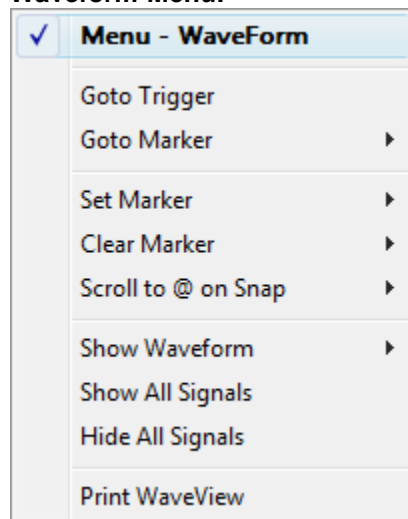 Waveform Menu:
Menu - WaveForm
Goto Trigger
Goto Marker
Set Marker
Clear Marker
Scroll to @ on Snap
Show Waveform
Show All Signals
Hide All Signals
Print WaveView